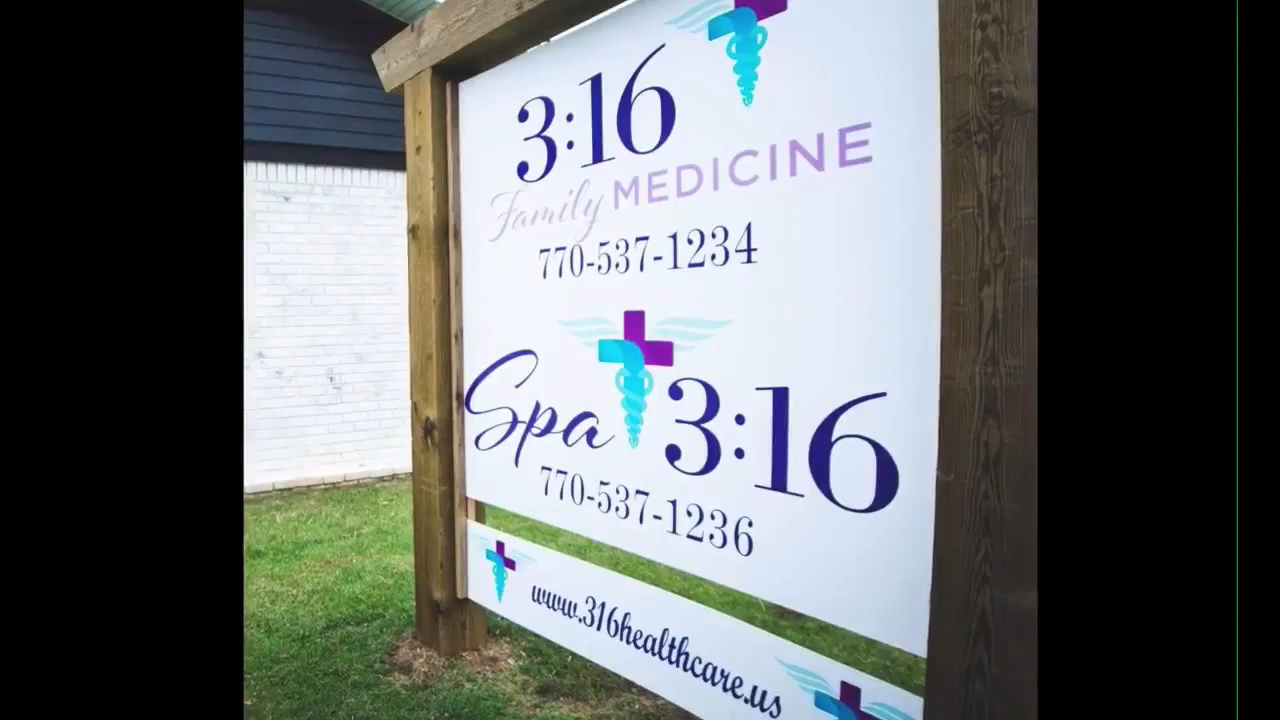 3:16
Family MEDICINE
770-537-1234
Spa 3:16
770-537-1236
www.316healthcare.us